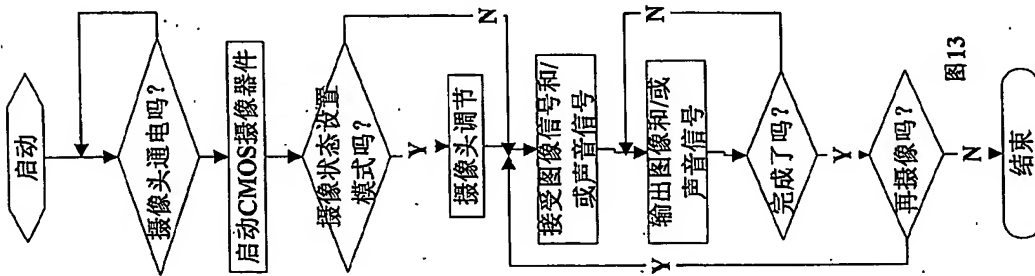 启动
摄像头通电吗？
启动CMOS摄像器件
摄像状态设置
模式吗？
N
Y
摄像头调节
接受图像信号和/
或声音信号
输出图像和/或
声音信号
N
完成了吗？
Y
Y
再摄像吗？
N
结束
图13